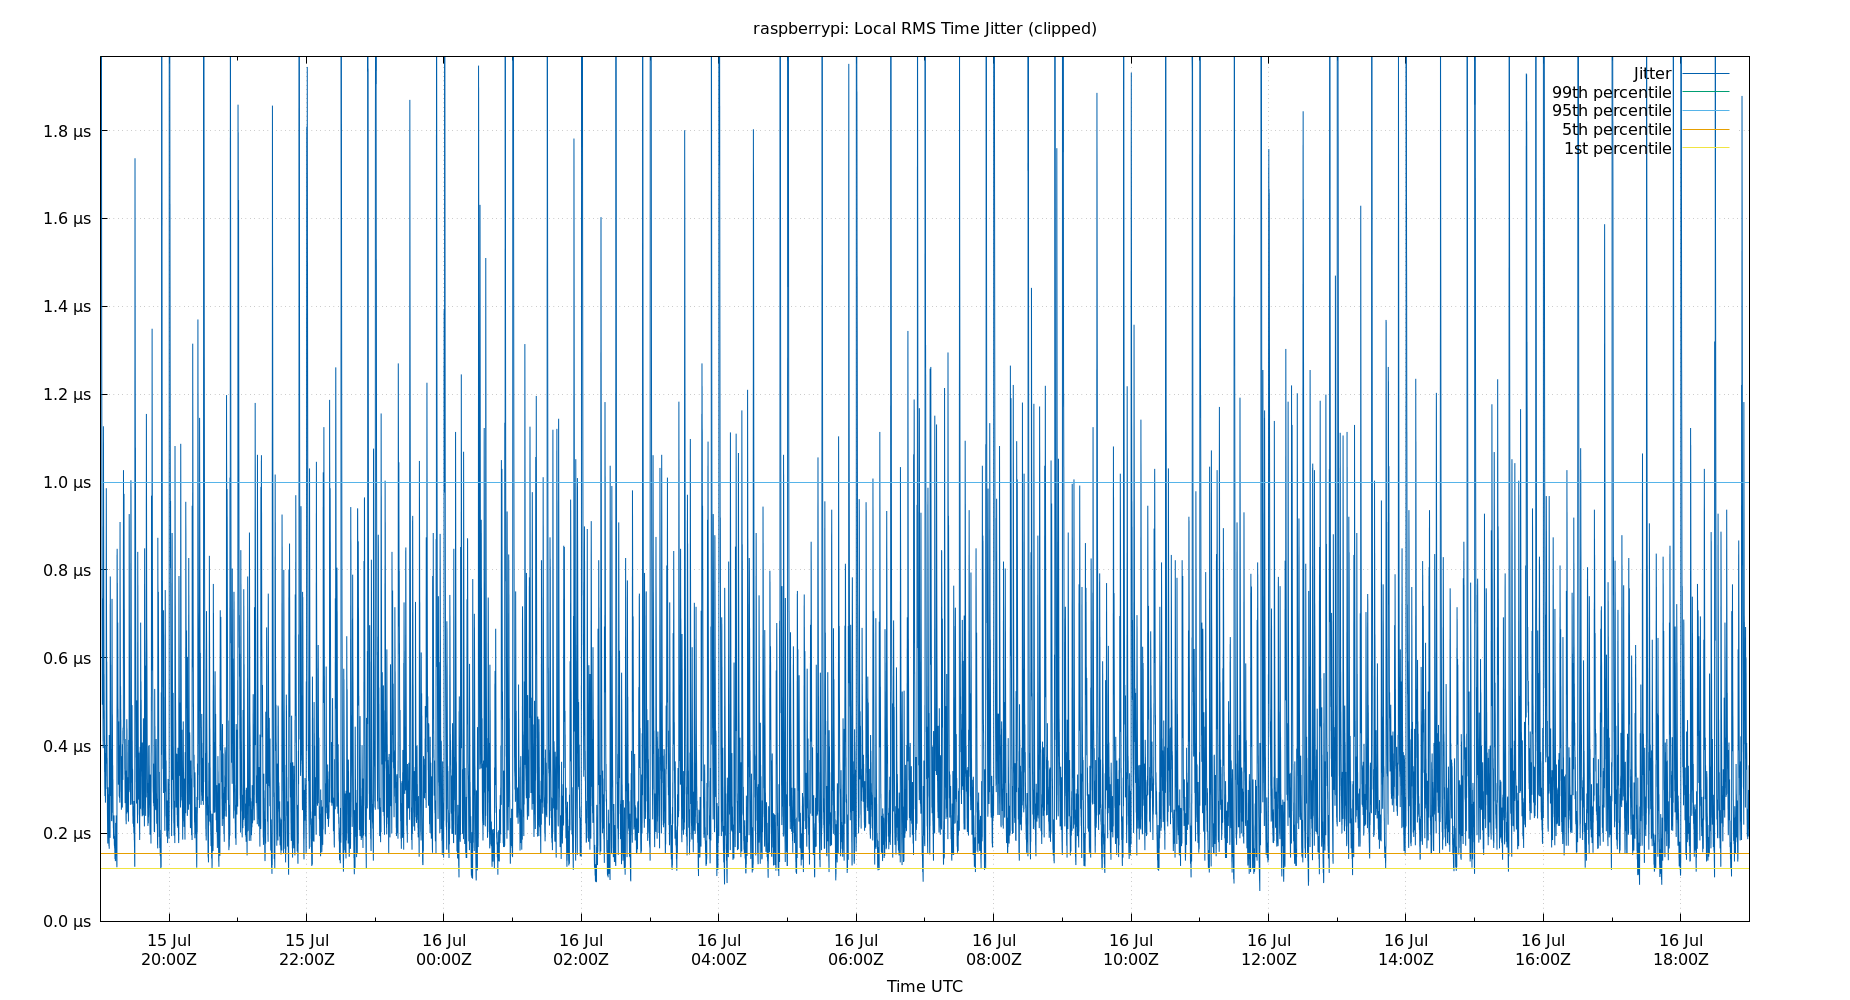 raspberrypi: Local RMS Time Jitter (clipped)
Jitter
99th percentile
95th percentile
5th percentile
1st percentile
1.8 µs
1.6 µs
1.4 µs
1.2 µs
1.0 µs
0.8 µs
0.6 µs
0.4 µs
0.2 µs
0.0 µs
15 Jul 15 Jul 16 Jul 16 Jul 16 Jul 16 Jul 16 Jul 16 Jul 16 Jul 16 Jul 16 Jul 16 Jul
20:00Z 22:00Z 00:00Z 02:00Z 04:00Z 06:00Z 08:00Z 10:00Z 12:00Z 14:00Z 16:00Z 18:00Z
Time UTC